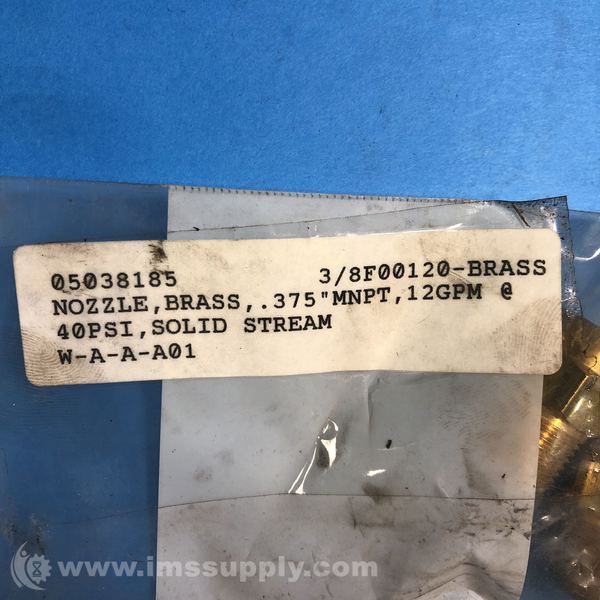 05038185 3/8F00120-BRASS
NOZZLE,BRASS,.375"MNPT,12GPM @
40PSI,SOLID STREAM
W-A-A-A01
www.imssupply.com